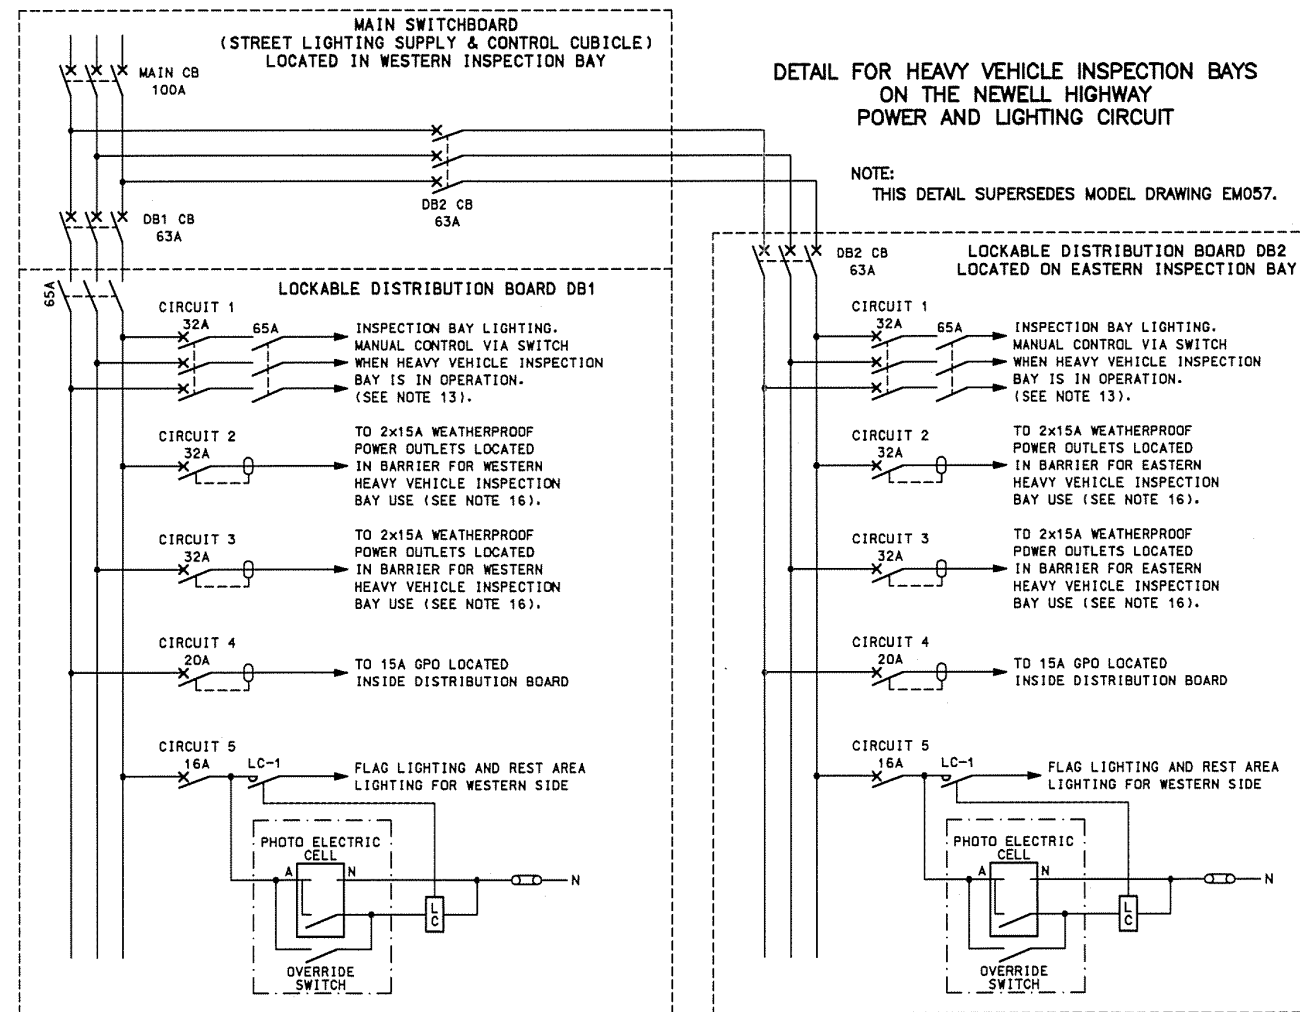 MAIN SWITCHBOARD
(STREET LIGHTING SUPPLY & CONTROL CUBICLE)
LOCATED IN WESTERN INSPECTION BAY
MAIN CB
100A
DB2 CB
63A
DB1 CB
63A
DETAIL FOR HEAVY VEHICLE INSPECTION BAYS
ON THE NEWELL HIGHWAY
POWER AND LIGHTING CIRCUIT
NOTE:
THIS DETAIL SUPERSEDES MODEL DRAWING EM057.
LOCKABLE DISTRIBUTION BOARD DB1
65A
CIRCUIT 1
32A
65A
INSPECTION BAY LIGHTING.
MANUAL CONTROL VIA SWITCH
WHEN HEAVY VEHICLE INSPECTION
BAY IS IN OPERATION.
(SEE NOTE 13).
CIRCUIT 2
32A
TO 2x15A WEATHERPROOF
POWER OUTLETS LOCATED
IN BARRIER FOR WESTERN
HEAVY VEHICLE INSPECTION
BAY USE (SEE NOTE 16).
CIRCUIT 3
32A
TO 2x15A WEATHERPROOF
POWER OUTLETS LOCATED
IN BARRIER FOR WESTERN
HEAVY VEHICLE INSPECTION
BAY USE (SEE NOTE 16).
CIRCUIT 4
20A
TO 15A GPO LOCATED
INSIDE DISTRIBUTION BOARD
CIRCUIT 5
16A
LC-1
FLAG LIGHTING AND REST AREA
LIGHTING FOR WESTERN SIDE
PHOTO ELECTRIC
CELL
A
N
LC
N
OVERRIDE
SWITCH
DB2 CB
63A
LOCKABLE DISTRIBUTION BOARD DB2
LOCATED ON EASTERN INSPECTION BAY
CIRCUIT 1
32A
65A
INSPECTION BAY LIGHTING.
MANUAL CONTROL VIA SWITCH
WHEN HEAVY VEHICLE INSPECTION
BAY IS IN OPERATION.
(SEE NOTE 13).
CIRCUIT 2
32A
TO 2x15A WEATHERPROOF
POWER OUTLETS LOCATED
IN BARRIER FOR EASTERN
HEAVY VEHICLE INSPECTION
BAY USE (SEE NOTE 16).
CIRCUIT 3
32A
TO 2x15A WEATHERPROOF
POWER OUTLETS LOCATED
IN BARRIER FOR EASTERN
HEAVY VEHICLE INSPECTION
BAY USE (SEE NOTE 16).
CIRCUIT 4
20A
TO 15A GPO LOCATED
INSIDE DISTRIBUTION BOARD
CIRCUIT 5
16A
LC-1
FLAG LIGHTING AND REST AREA
LIGHTING FOR WESTERN SIDE
PHOTO ELECTRIC
CELL
A
N
LC
N
OVERRIDE
SWITCH